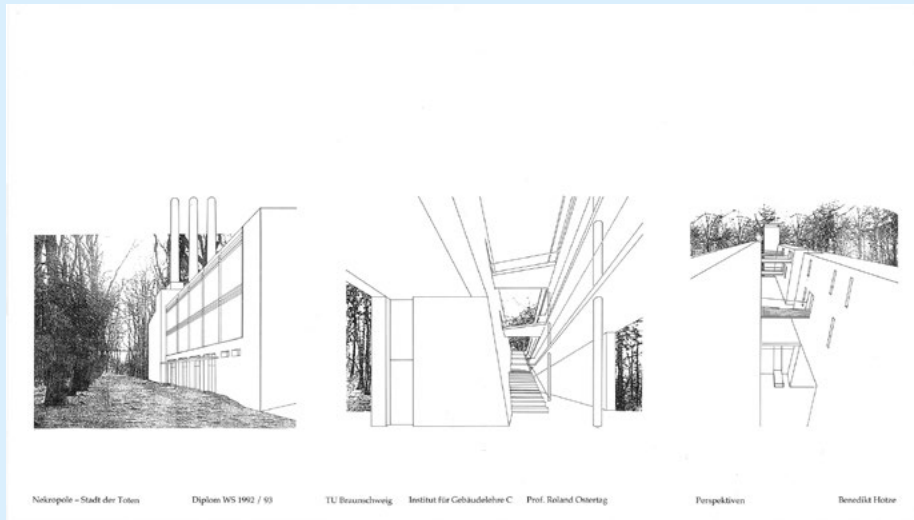 Nekropole – Stadt der Toten Diplom WS 1992 / 93 TU Braunschweig Institut für Gebäudelehre C Prof. Roland Ostertag Perspektiven Benedikt Hotze